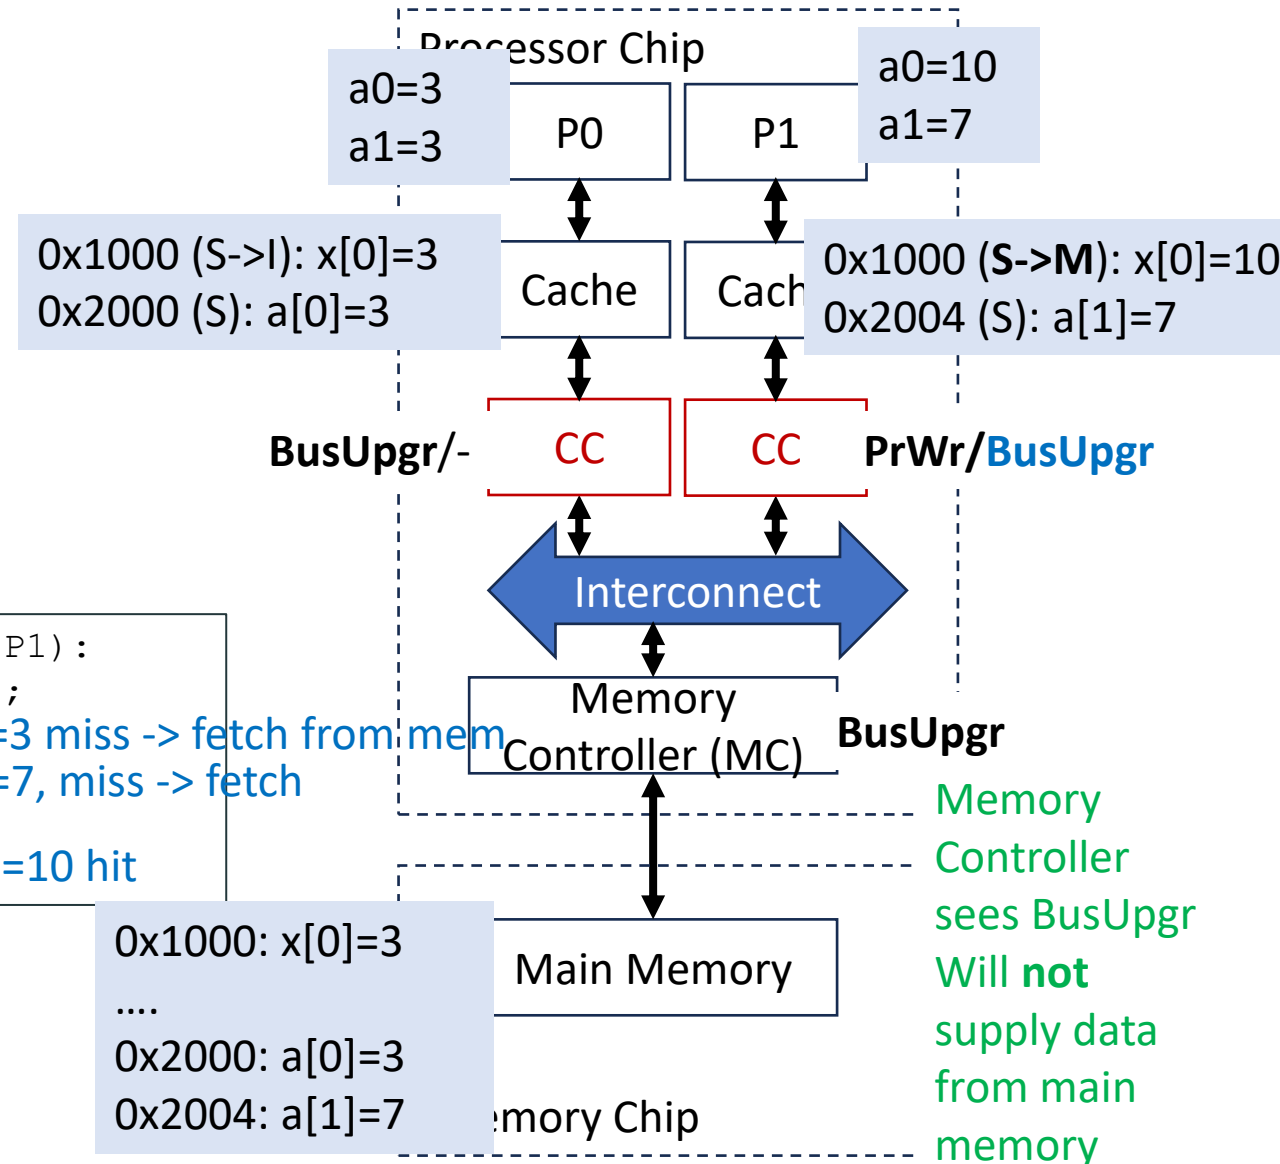 Processor Chip
a0=3
a1=3
P0
P1
a0=10
a1=7
0x1000 (S->I): x[0]=3
0x2000 (S): a[0]=3
Cache
Cach
0x1000 (S->M): x[0]=10
0x2004 (S): a[1]=7
BusUpgr/-
CC
CC
PrWr/BusUpgr
Interconnect
P1):
;
=3 miss -> fetch from mem
=7, miss -> fetch
=10 hit
Memory
Controller (MC)
BusUpgr
Memory
Controller
sees BusUpgr
Will not
supply data
from main
memory
0x1000: x[0]=3
....
0x2000: a[0]=3
0x2004: a[1]=7
Main Memory
emory Chip